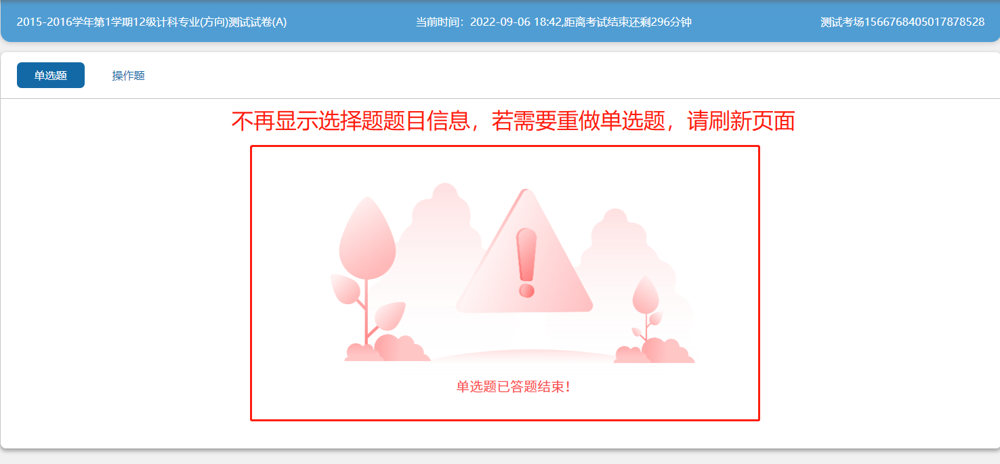 2015-2016学年第1学期12级计科专业(方向)测试试卷(A)
当前时间：2022-09-06 18:42,距离考试结束还剩296分钟
测试考场1566768405017878528
单选题
操作题
不再显示选择题题目信息，若需要重做单选题，请刷新页面
单选题已答题结束！